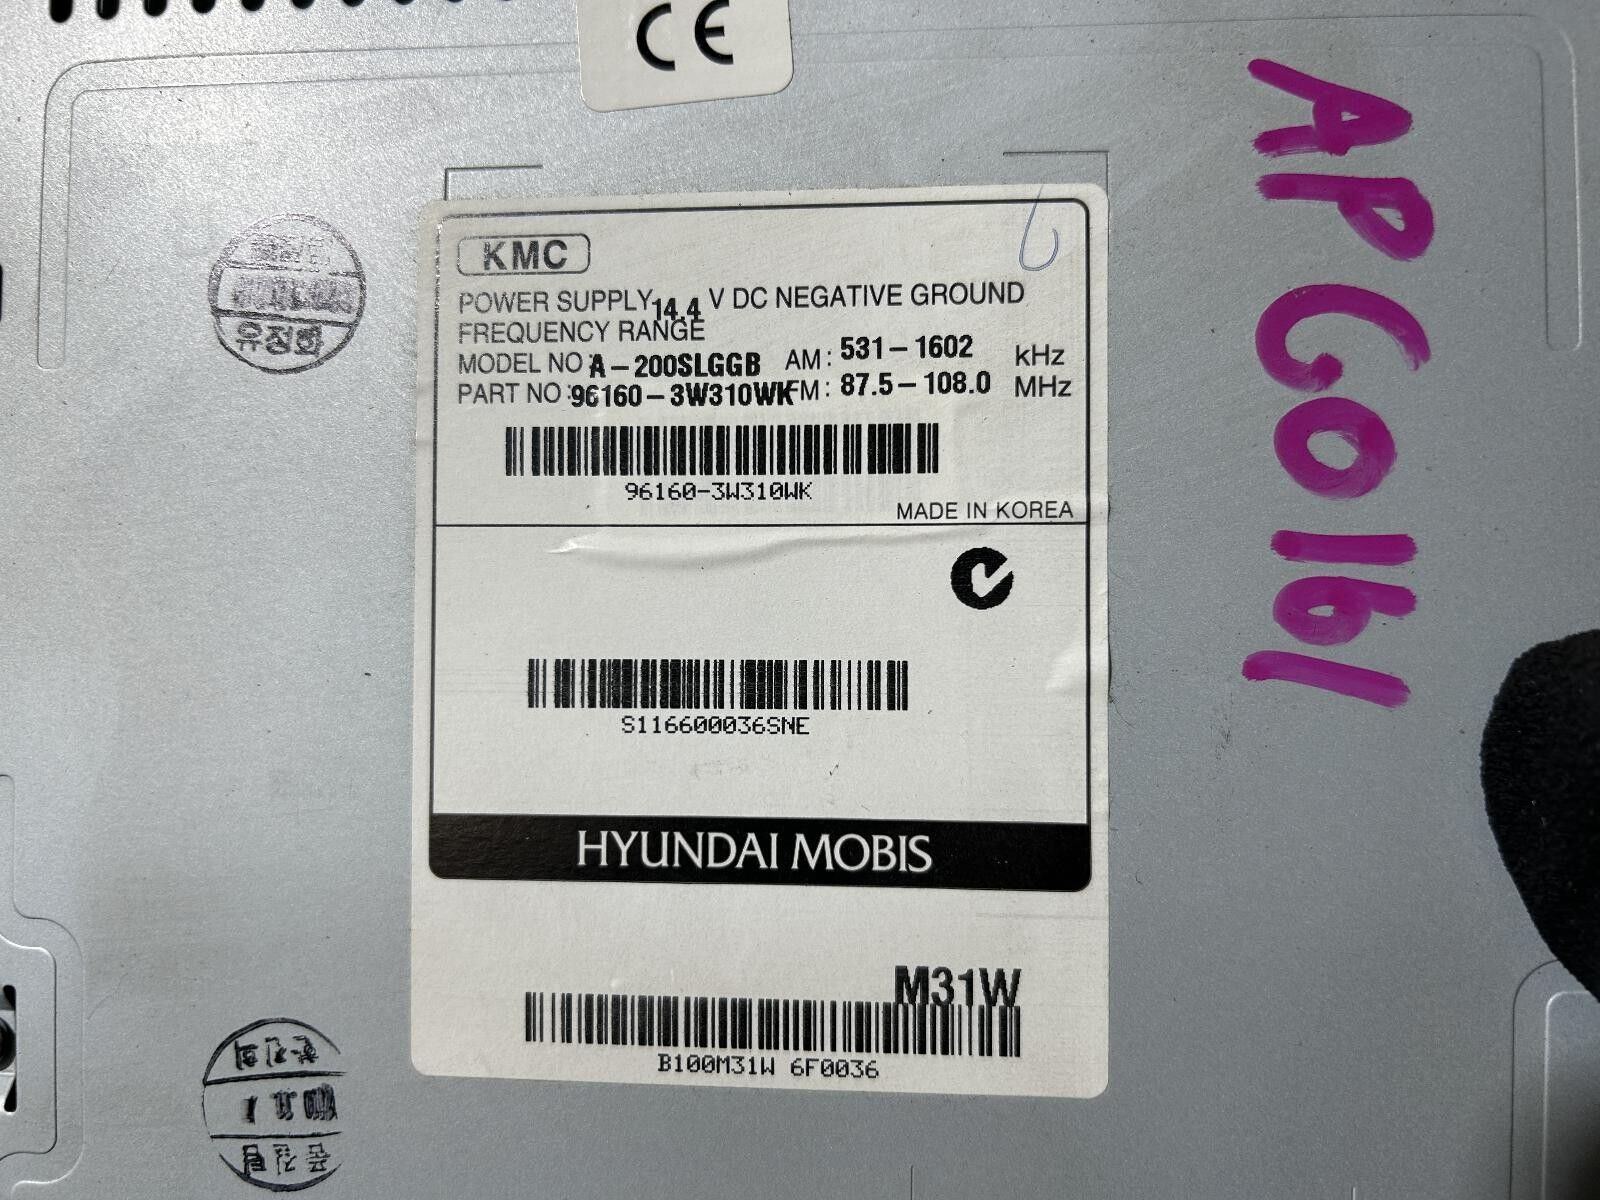 CE
KMC
POWER SUPPLY 14.4 V DC NEGATIVE GROUND
FREQUENCY RANGE
MODEL NO : A-200SLGGB AM : 531-1602 kHz
PART NO : 96160-3W310WK FM : 87.5-108.0 MHz
96160-3W310WK
MADE IN KOREA
S116600036SNE
HYUNDAI MOBIS
M31W
B100M31W 6F0036
APG0161
유정화